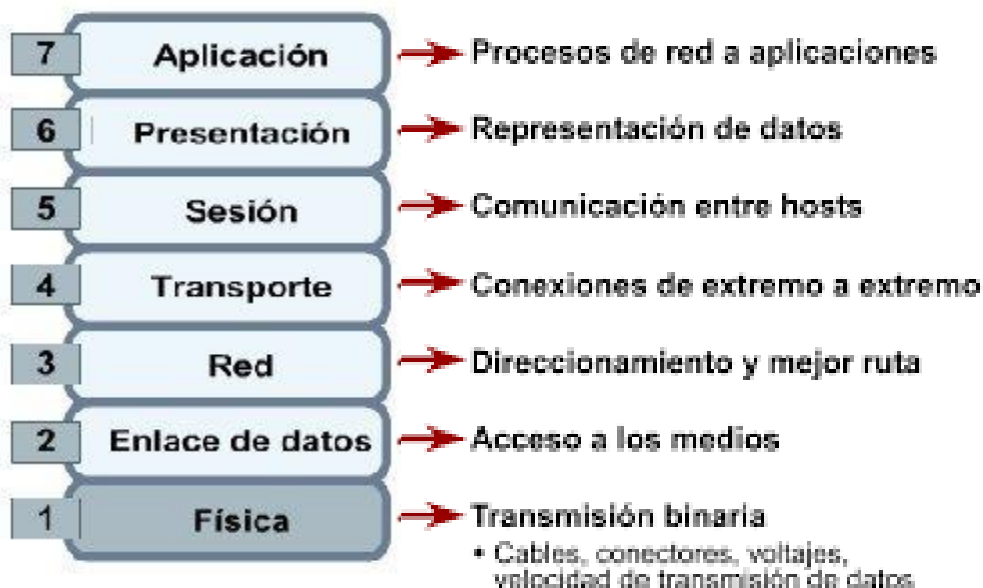 7 Aplicación Procesos de red a aplicaciones
6 Presentación Representación de datos
5 Sesión Comunicación entre hosts
4 Transporte Conexiones de extremo a extremo
3 Red Direccionamiento y mejor ruta
2 Enlace de datos Acceso a los medios
1 Física Transmisión binaria
• Cables, conectores, voltajes,
velocidad de transmisión de datos